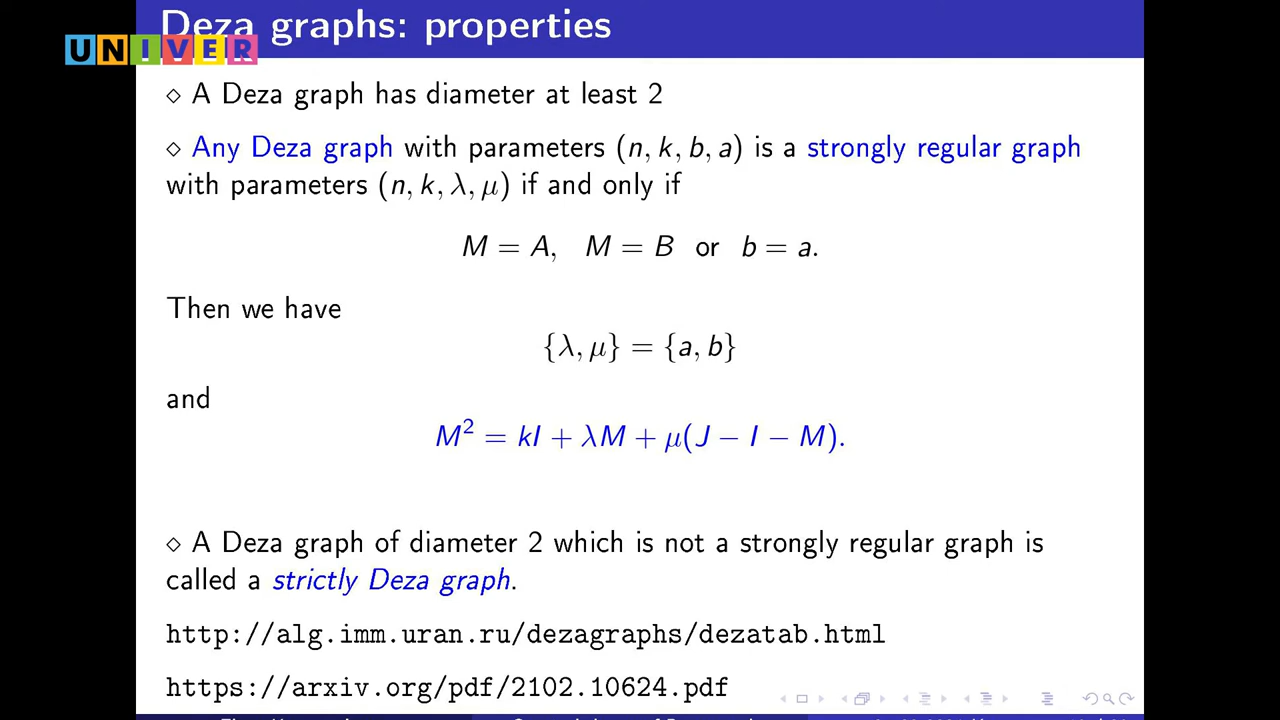 Deza graphs: properties
UNIVER
◇ A Deza graph has diameter at least 2
◇ Any Deza graph with parameters (n, k, b, a) is a strongly regular graph
with parameters (n, k, λ, μ) if and only if
M = A, M = B or b = a.
Then we have
{λ, μ} = {a, b}
and
M² = kI + λM + μ(J − I − M).
◇ A Deza graph of diameter 2 which is not a strongly regular graph is
called a strictly Deza graph.
http://alg.imm.uran.ru/dezagraphs/dezatab.html
https://arxiv.org/pdf/2102.10624.pdf